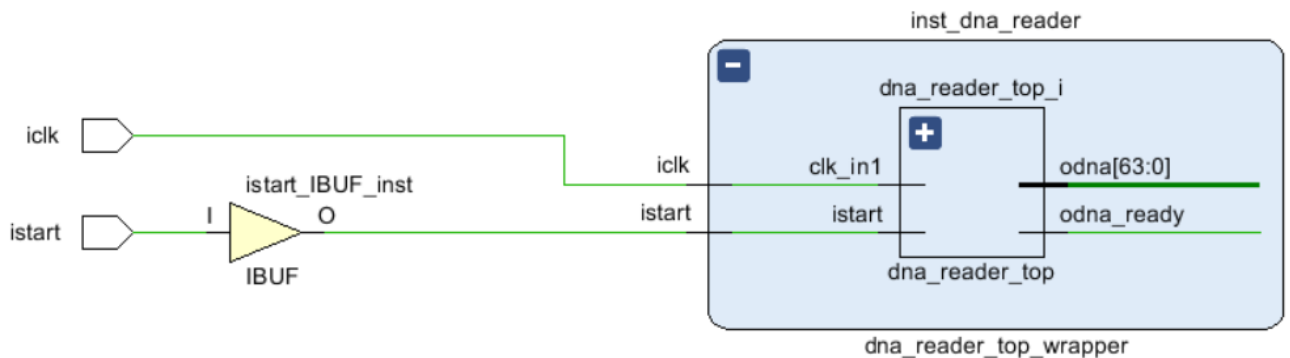 inst_dna_reader
dna_reader_top_i
iclk
iclk
clk_in1
odna[63:0]
istart_IBUF_inst
istart
I
O
istart
istart
odna_ready
IBUF
dna_reader_top
dna_reader_top_wrapper